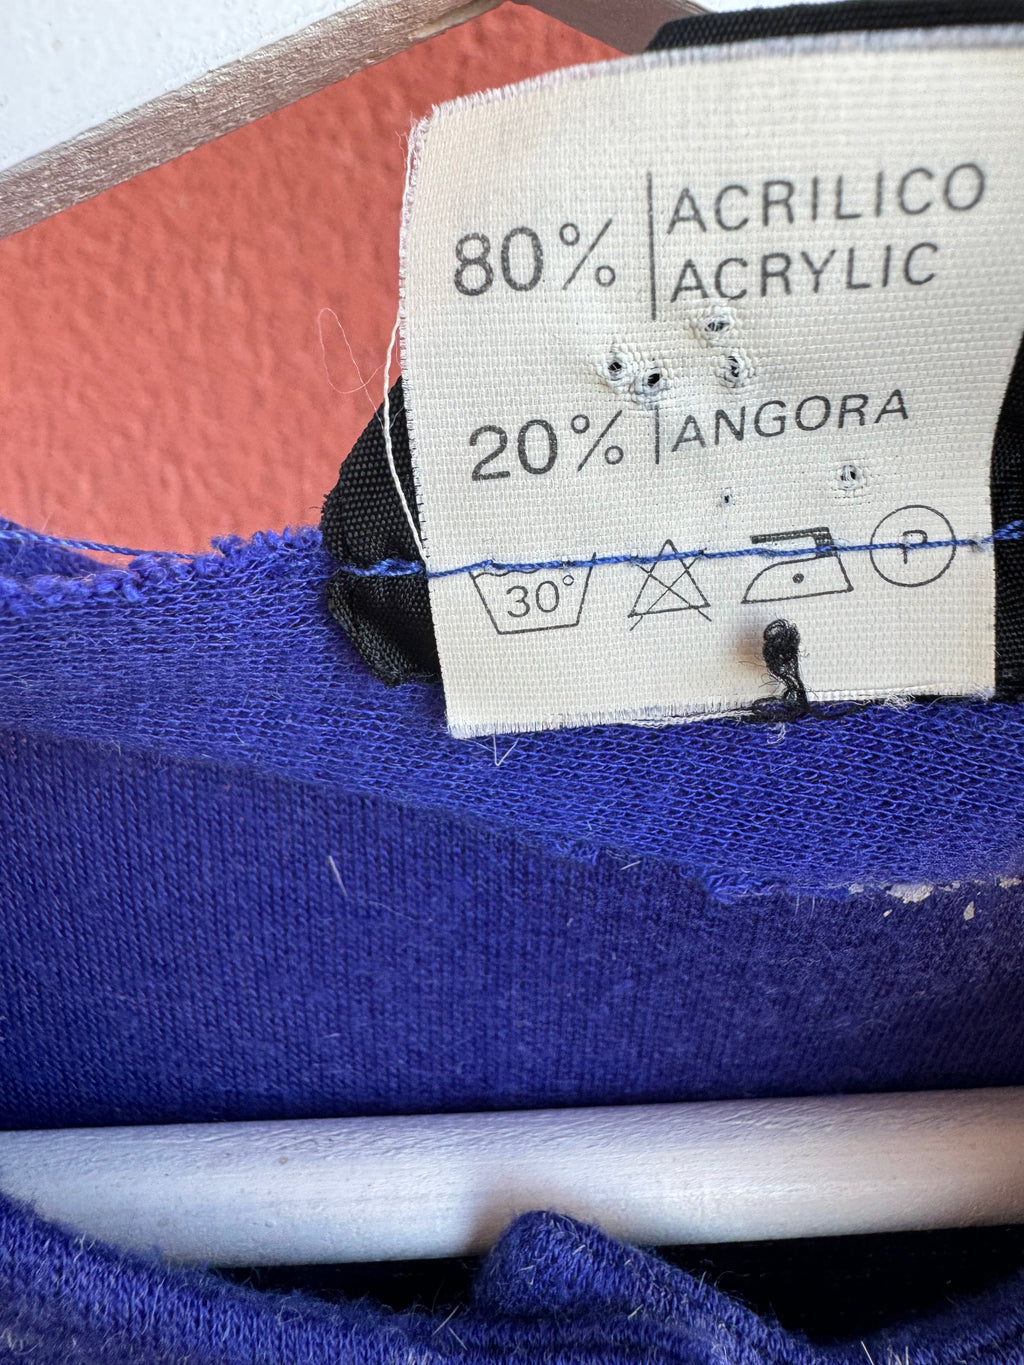 80% ACRILICO
ACRYLIC
20% ANGORA
30° P